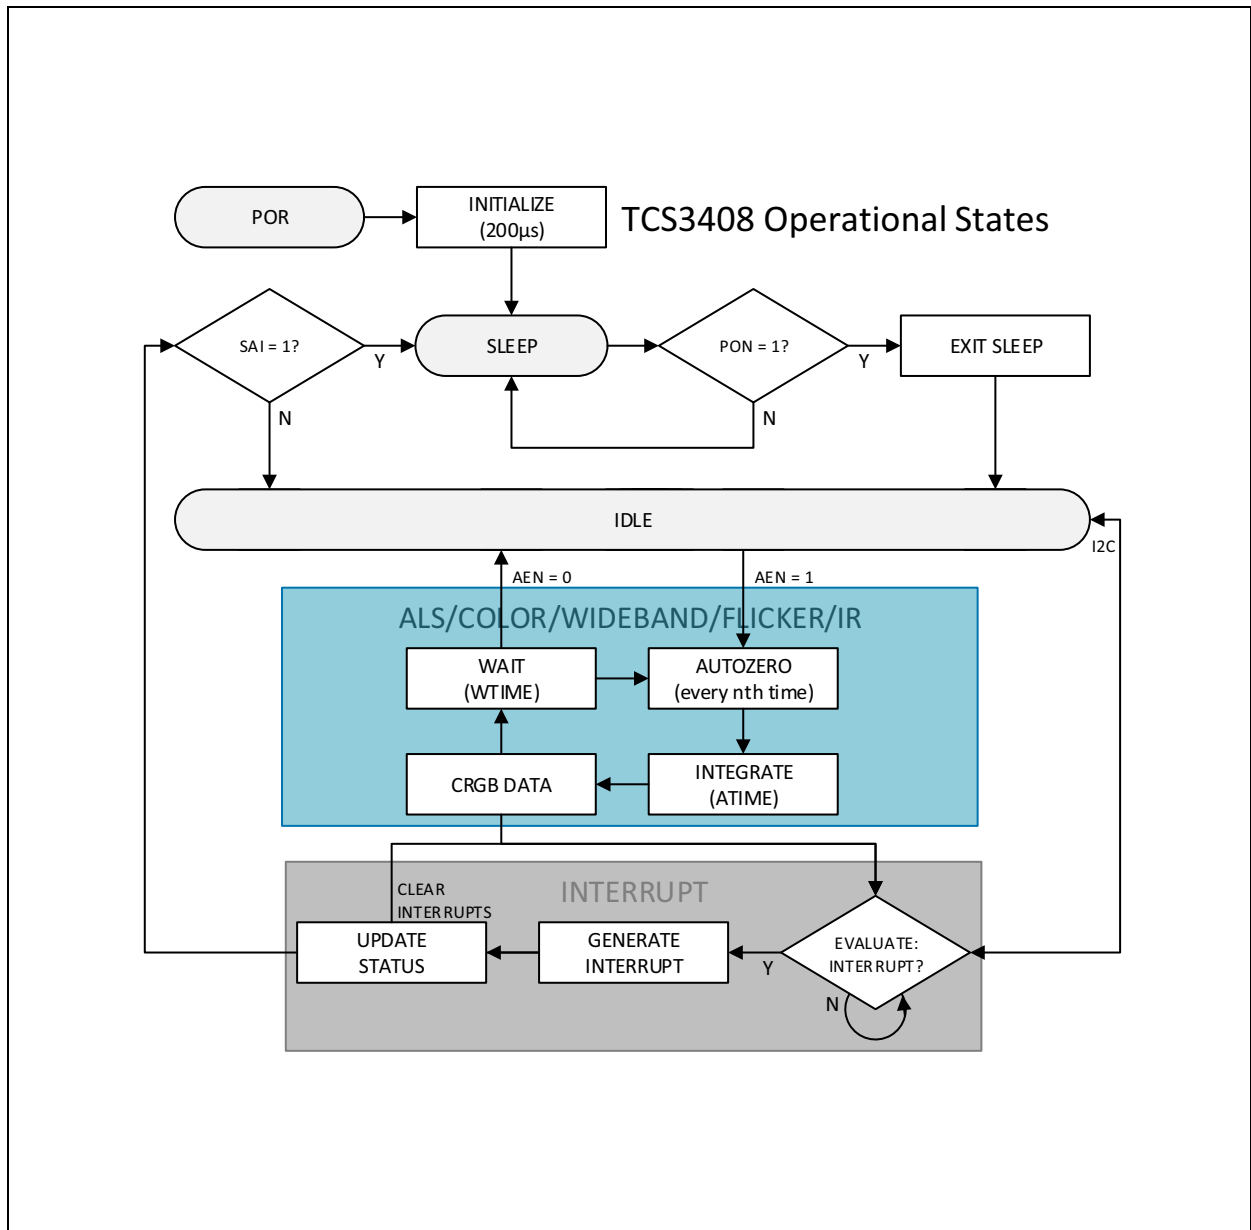 POR
INITIALIZE
(200µs)
TCS3408 Operational States
SAI = 1?
Y
N
SLEEP
PON = 1?
Y
N
EXIT SLEEP
IDLE
I2C
AEN = 0
AEN = 1
ALS/COLOR/WIDEBAND/FLICKER/IR
WAIT
(WTIME)
AUTOZERO
(every nth time)
CRGB DATA
INTEGRATE
(ATIME)
INTERRUPT
CLEAR
INTERRUPTS
UPDATE
STATUS
GENERATE
INTERRUPT
Y
EVALUATE:
INTERRUPT?
N